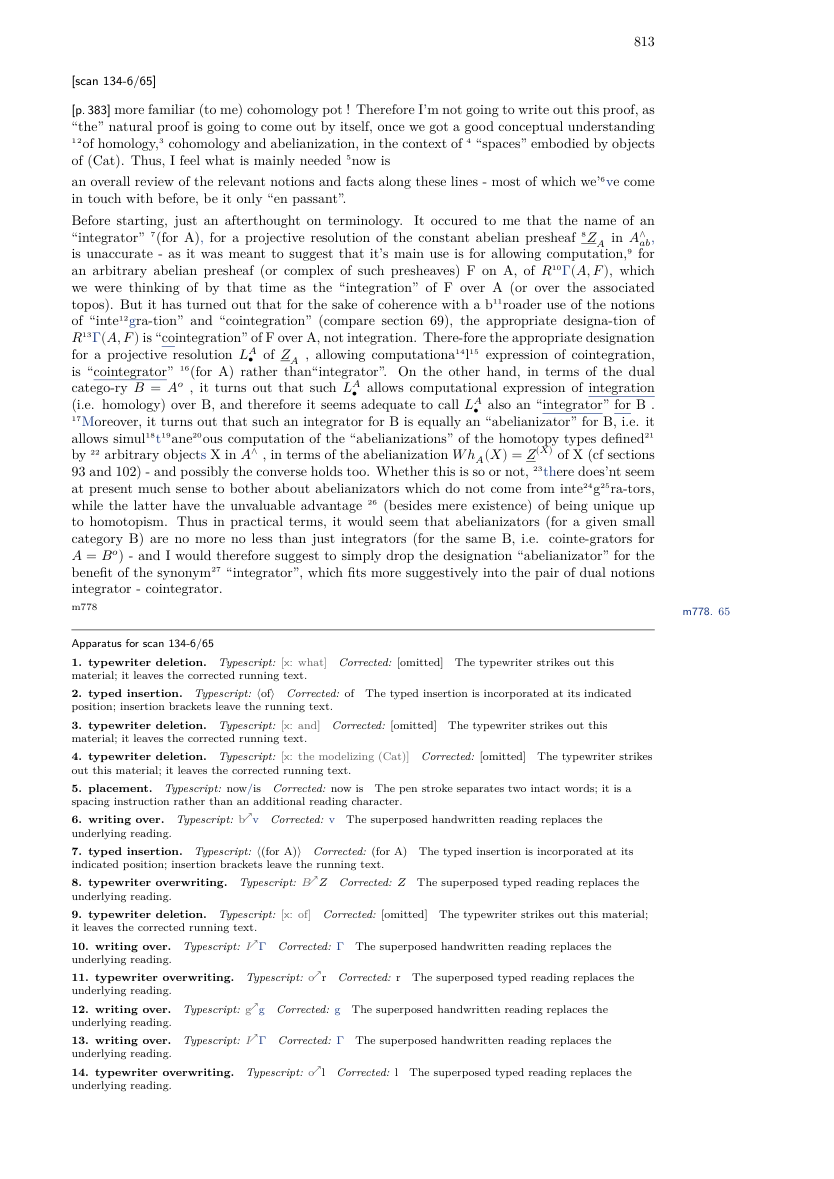 813
[scan 134-6/65]
[p. 383] more familiar (to me) cohomology pot ! Therefore I'm not going to write out this proof, as
“the” natural proof is going to come out by itself, once we got a good conceptual understanding
¹²of homology,³ cohomology and abelianization, in the context of ⁴ “spaces” embodied by objects
of (Cat). Thus, I feel what is mainly needed ⁵now is
an overall review of the relevant notions and facts along these lines - most of which we'⁶ve come
in touch with before, be it only “en passant”.
Before starting, just an afterthought on terminology. It occured to me that the name of an
“integrator” ⁷(for A), for a projective resolution of the constant abelian presheaf ⁸Z_A in A^∧_ab,
is unaccurate - as it was meant to suggest that it's main use is for allowing computation,⁹ for
an arbitrary abelian presheaf (or complex of such presheaves) F on A, of R¹⁰Γ(A, F), which
we were thinking of by that time as the “integration” of F over A (or over the associated
topos). But it has turned out that for the sake of coherence with a b¹¹roader use of the notions
of “inte¹²gra-tion” and “cointegration” (compare section 69), the appropriate designa-tion of
R¹³Γ(A, F) is “cointegration” of F over A, not integration. There-fore the appropriate designation
for a projective resolution L^A_• of Z_A , allowing computationa¹⁴l¹⁵ expression of cointegration,
is “cointegrator” ¹⁶(for A) rather than“integrator”. On the other hand, in terms of the dual
catego-ry B = A^o , it turns out that such L^A_• allows computational expression of integration
(i.e. homology) over B, and therefore it seems adequate to call L^A_• also an “integrator” for B .
¹⁷Moreover, it turns out that such an integrator for B is equally an “abelianizator” for B, i.e. it
allows simul¹⁸t¹⁹ane²⁰ous computation of the “abelianizations” of the homotopy types defined²¹
by ²² arbitrary objects X in A^∧ , in terms of the abelianization Wh_A(X) = Z^(X) of X (cf sections
93 and 102) - and possibly the converse holds too. Whether this is so or not, ²³there does'nt seem
at present much sense to bother about abelianizators which do not come from inte²⁴g²⁵ra-tors,
while the latter have the unvaluable advantage ²⁶ (besides mere existence) of being unique up
to homotopism. Thus in practical terms, it would seem that abelianizators (for a given small
category B) are no more no less than just integrators (for the same B, i.e. cointe-grators for
A = B^o) - and I would therefore suggest to simply drop the designation “abelianizator” for the
benefit of the synonym²⁷ “integrator”, which fits more suggestively into the pair of dual notions
integrator - cointegrator.
m778
m778. 65
Apparatus for scan 134-6/65
1. typewriter deletion. Typescript: [x: what] Corrected: [omitted] The typewriter strikes out this
material; it leaves the corrected running text.
2. typed insertion. Typescript: ⟨of⟩ Corrected: of The typed insertion is incorporated at its indicated
position; insertion brackets leave the running text.
3. typewriter deletion. Typescript: [x: and] Corrected: [omitted] The typewriter strikes out this
material; it leaves the corrected running text.
4. typewriter deletion. Typescript: [x: the modelizing (Cat)] Corrected: [omitted] The typewriter strikes
out this material; it leaves the corrected running text.
5. placement. Typescript: now/is Corrected: now is The pen stroke separates two intact words; it is a
spacing instruction rather than an additional reading character.
6. writing over. Typescript: b↗v Corrected: v The superposed handwritten reading replaces the
underlying reading.
7. typed insertion. Typescript: ⟨(for A)⟩ Corrected: (for A) The typed insertion is incorporated at its
indicated position; insertion brackets leave the running text.
8. typewriter overwriting. Typescript: B↗Z Corrected: Z The superposed typed reading replaces the
underlying reading.
9. typewriter deletion. Typescript: [x: of] Corrected: [omitted] The typewriter strikes out this material;
it leaves the corrected running text.
10. writing over. Typescript: I↗Γ Corrected: Γ The superposed handwritten reading replaces the
underlying reading.
11. typewriter overwriting. Typescript: o↗r Corrected: r The superposed typed reading replaces the
underlying reading.
12. writing over. Typescript: g↗g Corrected: g The superposed handwritten reading replaces the
underlying reading.
13. writing over. Typescript: I↗Γ Corrected: Γ The superposed handwritten reading replaces the
underlying reading.
14. typewriter overwriting. Typescript: o↗l Corrected: l The superposed typed reading replaces the
underlying reading.